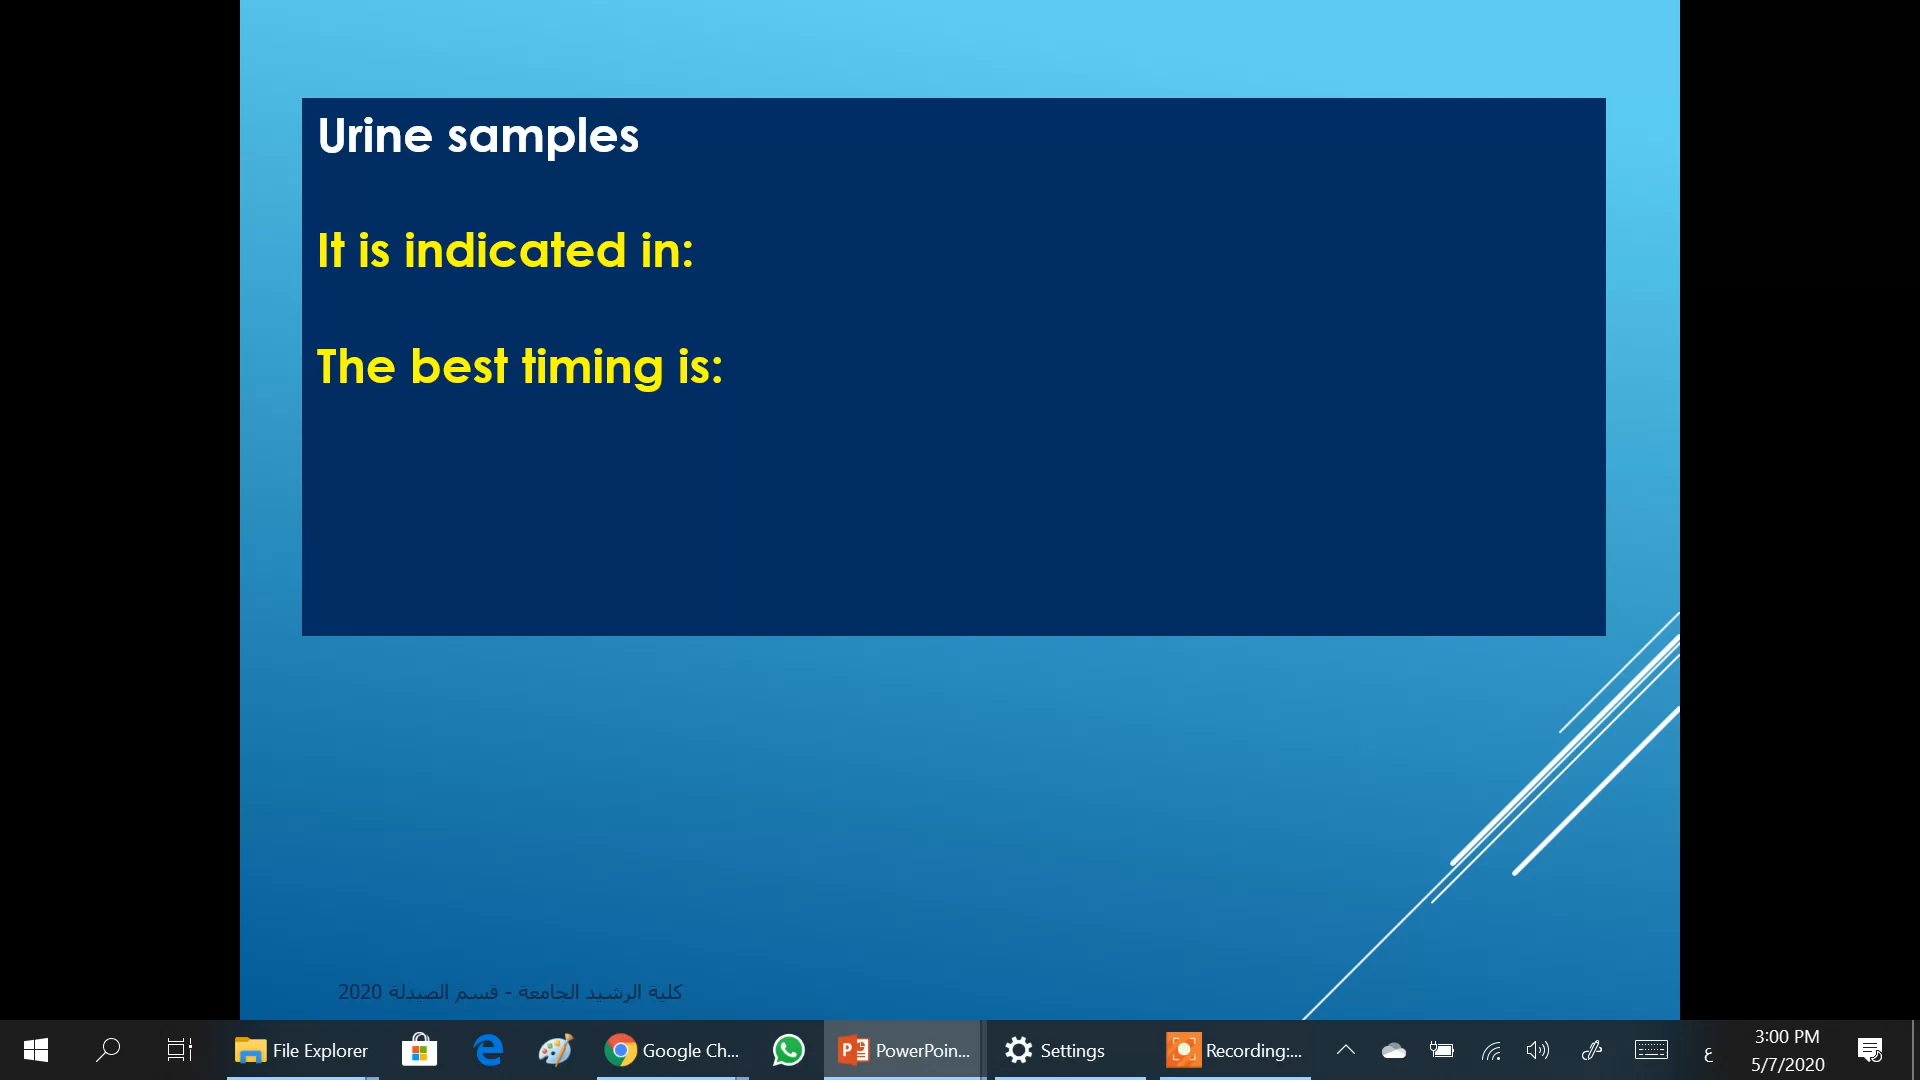 Urine samples
It is indicated in:
The best timing is:
كلية الرشيد الجامعة - قسم الصيدلة 2020
File Explorer
Google Ch...
PowerPoin...
Settings
Recording:...
ع
3:00 PM
5/7/2020